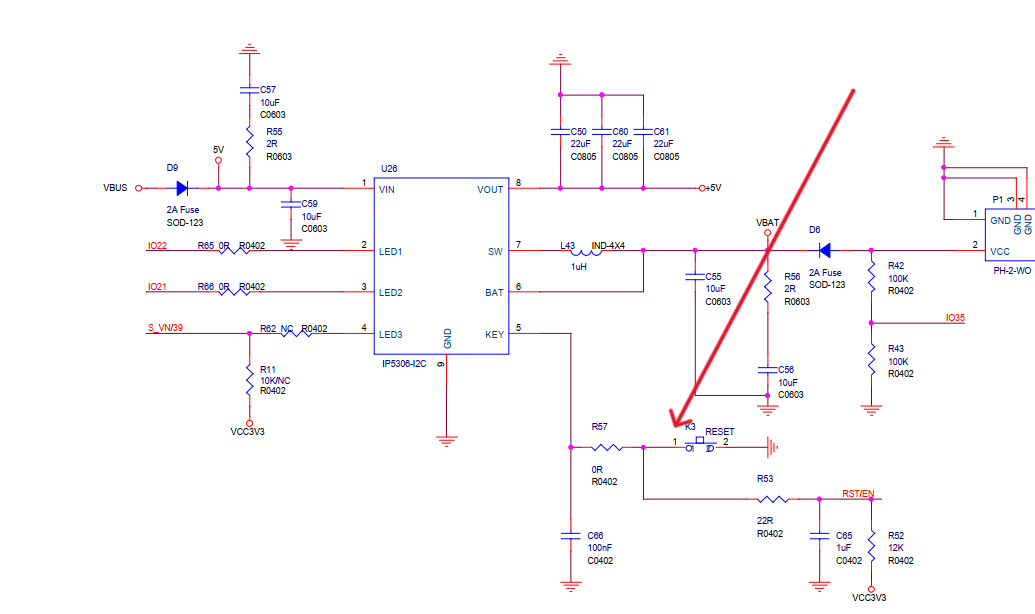 C57
10uF
C0603
R55
2R
R0603
5V
D9
VBUS
2A Fuse
SOD-123
C59
10uF
C0603
U26
1
VIN
VOUT
8
+5V
C50
22uF
C0805
C60
22uF
C0805
C61
22uF
C0805
IO22
R65
0R
R0402
2
LED1
SW
7
L43
IND-4X4
1uH
IO21
R66
0R
R0402
3
LED2
BAT
6
S_VN/39
R62
NC
R0402
4
LED3
KEY
5
GND
9
IP5306-I2C
R11
10K/NC
R0402
VCC3V3
C55
10uF
C0603
VBAT
R56
2R
R0603
C56
10uF
C0603
D6
2A Fuse
SOD-123
P1
1
GND
3
GND
4
GND
2
VCC
PH-2-WO
R42
100K
R0402
IO35
R43
100K
R0402
R57
0R
R0402
K3
RESET
1
2
R53
22R
R0402
RST/EN
C66
100nF
C0402
C65
1uF
C0402
R52
12K
R0402
VCC3V3